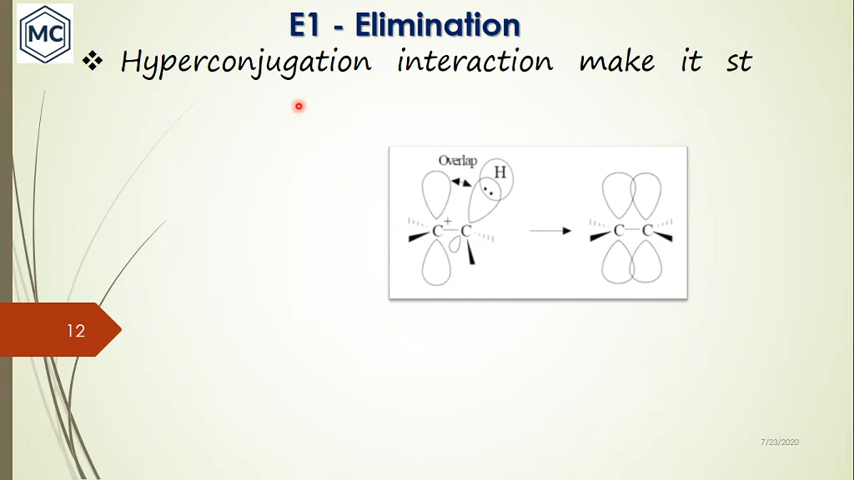 MC
E1 - Elimination
❖ Hyperconjugation interaction make it st
Overlap
H
+
C C
C C
12
7/23/2020